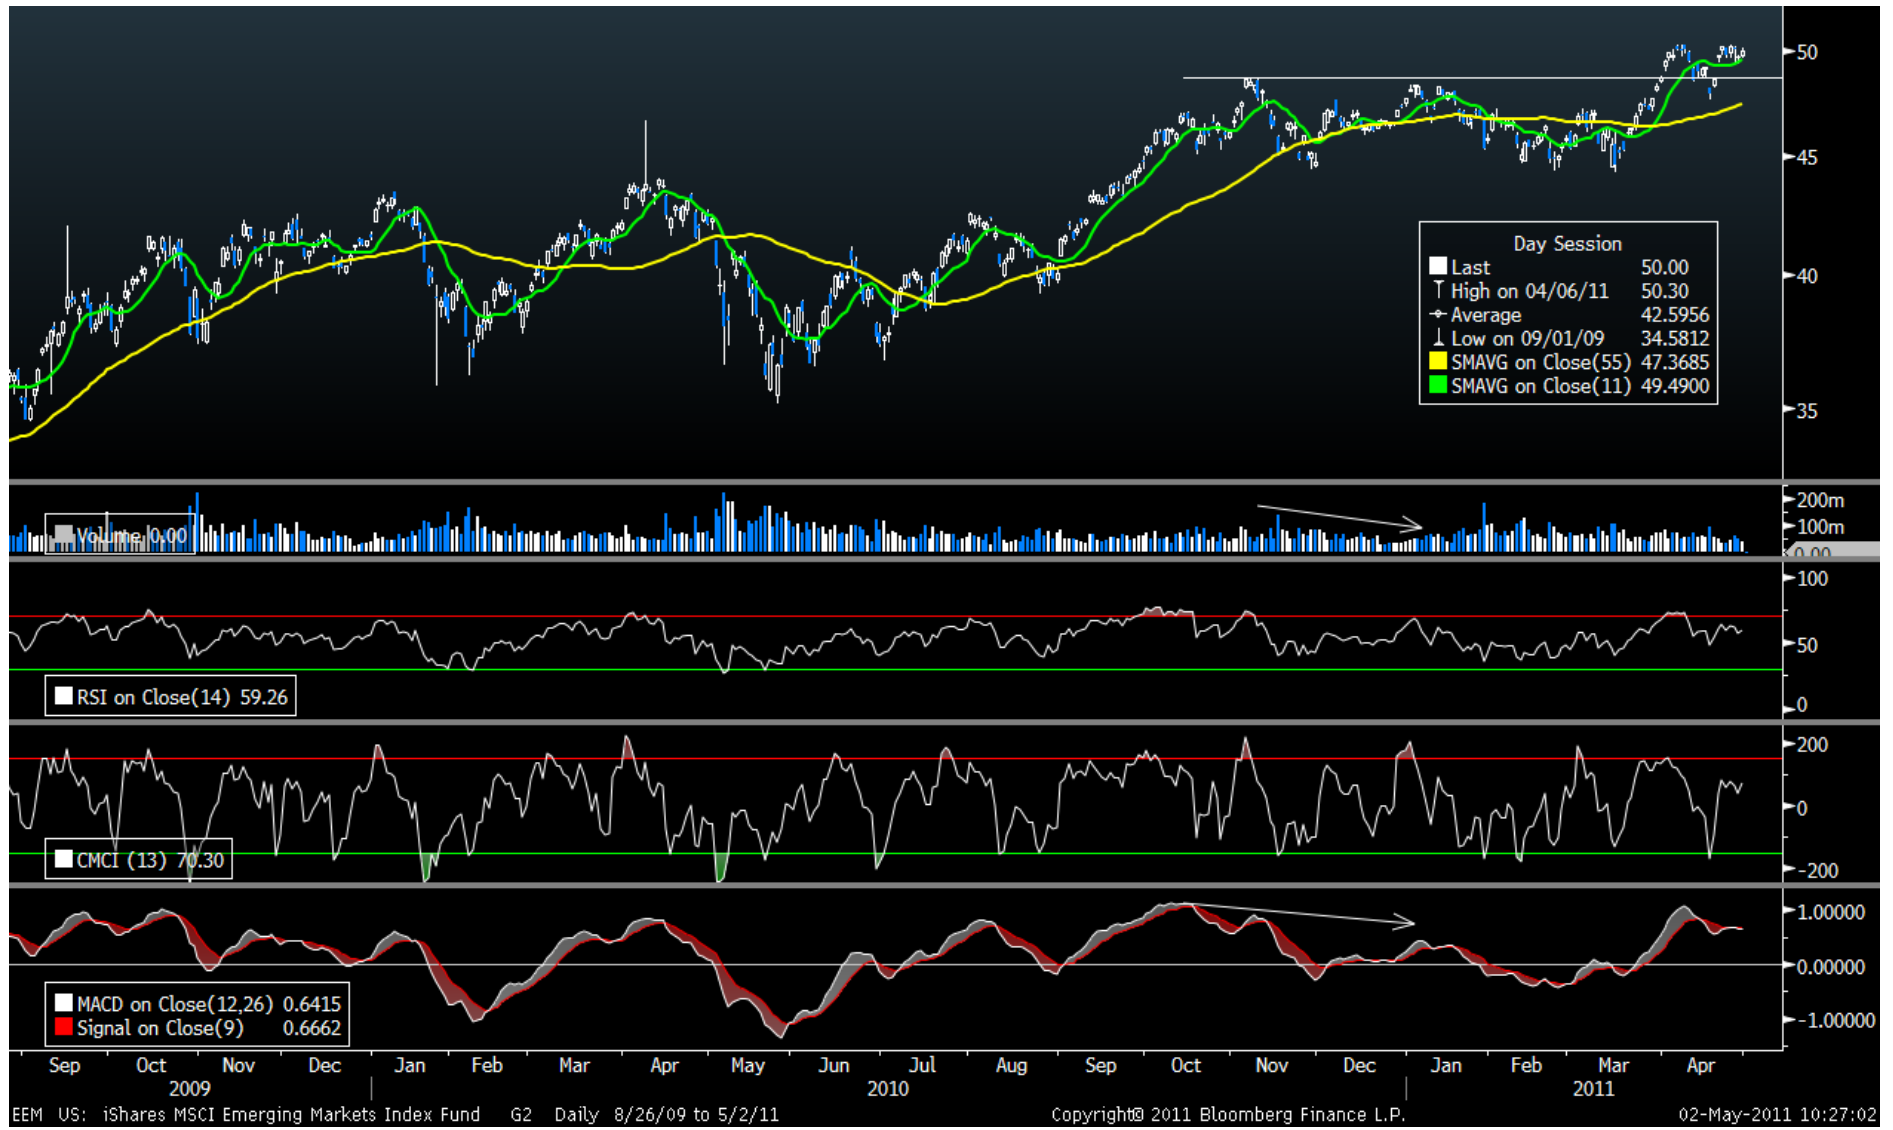 50
45
40
35
Day Session
Last 50.00
High on 04/06/11 50.30
Average 42.5956
Low on 09/01/09 34.5812
SMAVG on Close(55) 47.3685
SMAVG on Close(11) 49.4900
200m
100m
0.00
Volume 0.00
100
50
0
RSI on Close(14) 59.26
200
0
-200
CMCI (13) 70.30
1.00000
0.00000
-1.00000
MACD on Close(12,26) 0.6415
Signal on Close(9) 0.6662
Sep Oct Nov Dec Jan Feb Mar Apr May Jun Jul Aug Sep Oct Nov Dec Jan Feb Mar Apr
2009 2010 2011
EEM US: iShares MSCI Emerging Markets Index Fund G2 Daily 8/26/09 to 5/2/11 Copyright© 2011 Bloomberg Finance L.P. 02-May-2011 10:27:02